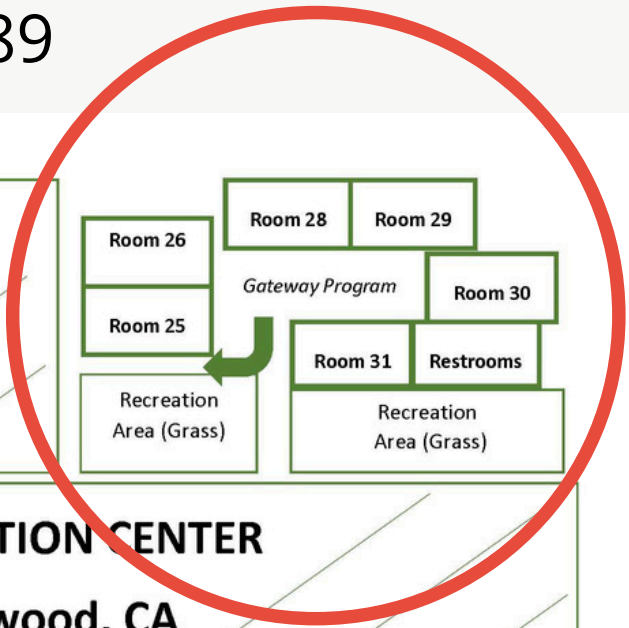 89
Room 28
Room 29
Room 26
Gateway Program
Room 30
Room 25
Room 31
Restrooms
Recreation
Area (Grass)
Recreation
Area (Grass)
TION CENTER
wood, CA